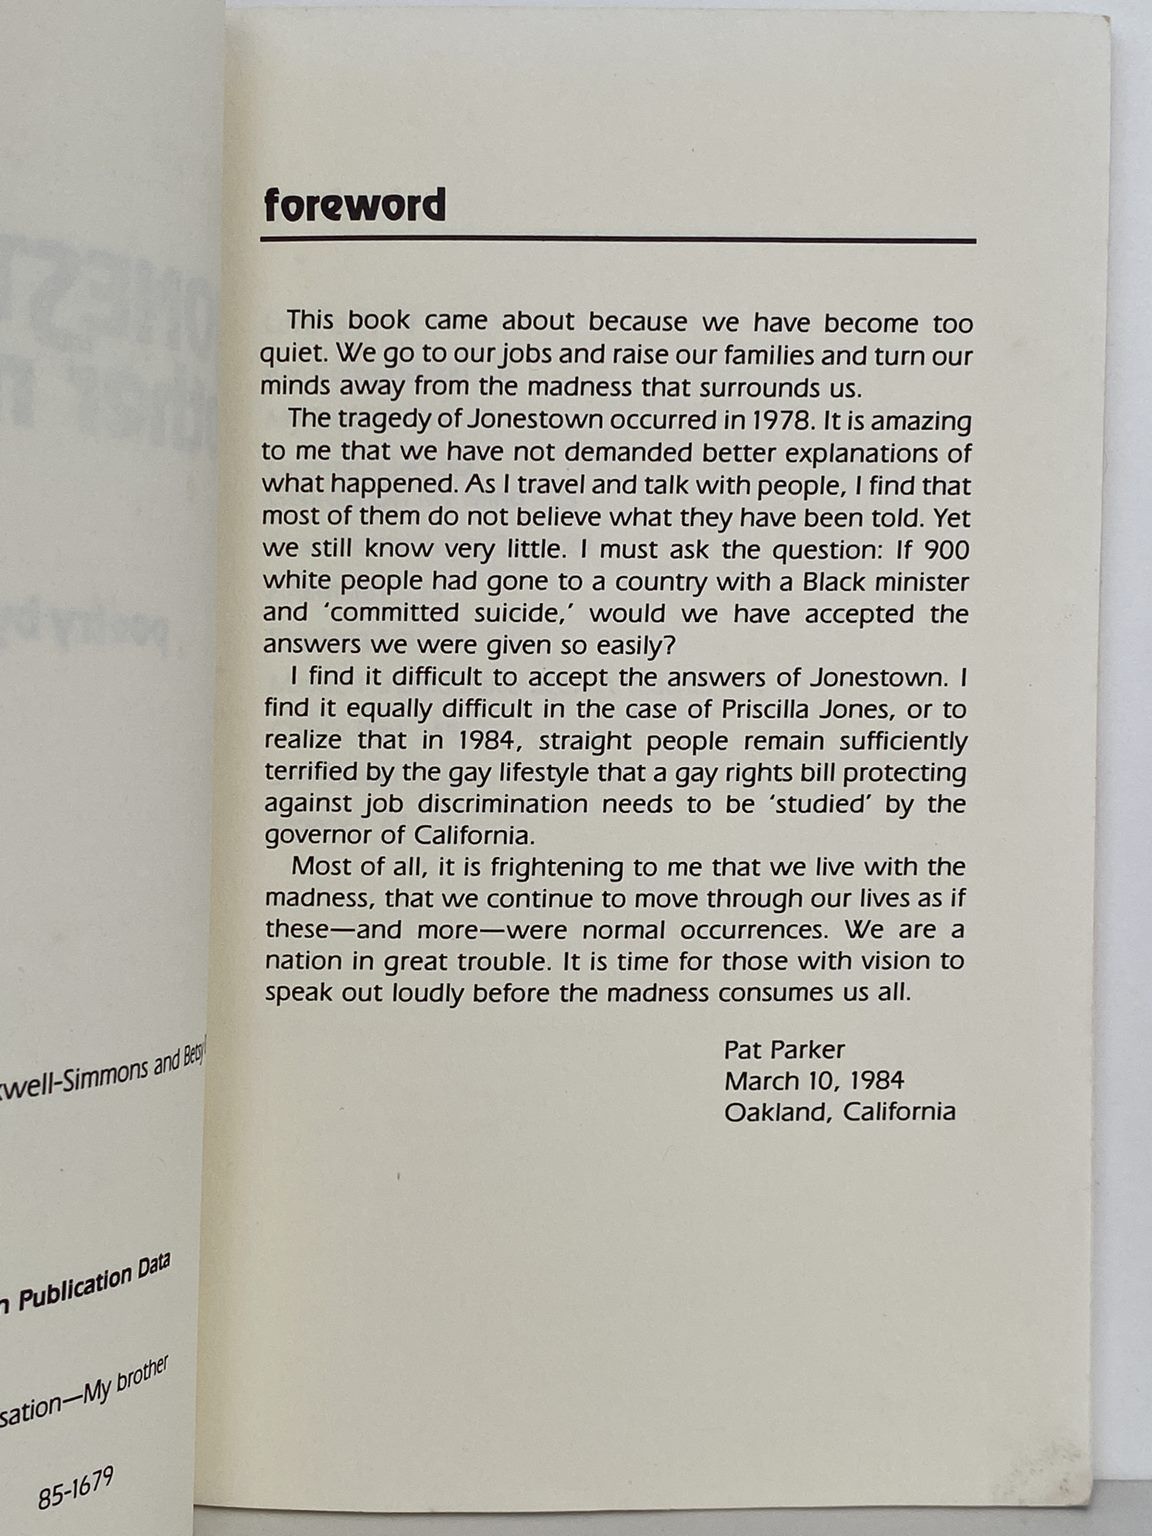 foreword
This book came about because we have become too
quiet. We go to our jobs and raise our families and turn our
minds away from the madness that surrounds us.
The tragedy of Jonestown occurred in 1978. It is amazing
to me that we have not demanded better explanations of
what happened. As I travel and talk with people, I find that
most of them do not believe what they have been told. Yet
we still know very little. I must ask the question: If 900
white people had gone to a country with a Black minister
and ‘committed suicide,’ would we have accepted the
answers we were given so easily?
I find it difficult to accept the answers of Jonestown. I
find it equally difficult in the case of Priscilla Jones, or to
realize that in 1984, straight people remain sufficiently
terrified by the gay lifestyle that a gay rights bill protecting
against job discrimination needs to be ‘studied’ by the
governor of California.
Most of all, it is frightening to me that we live with the
madness, that we continue to move through our lives as if
these—and more—were normal occurrences. We are a
nation in great trouble. It is time for those with vision to
speak out loudly before the madness consumes us all.
Pat Parker
March 10, 1984
Oakland, California
well-Simmons and Betsy
n Publication Data
sation—My brother
85-1679